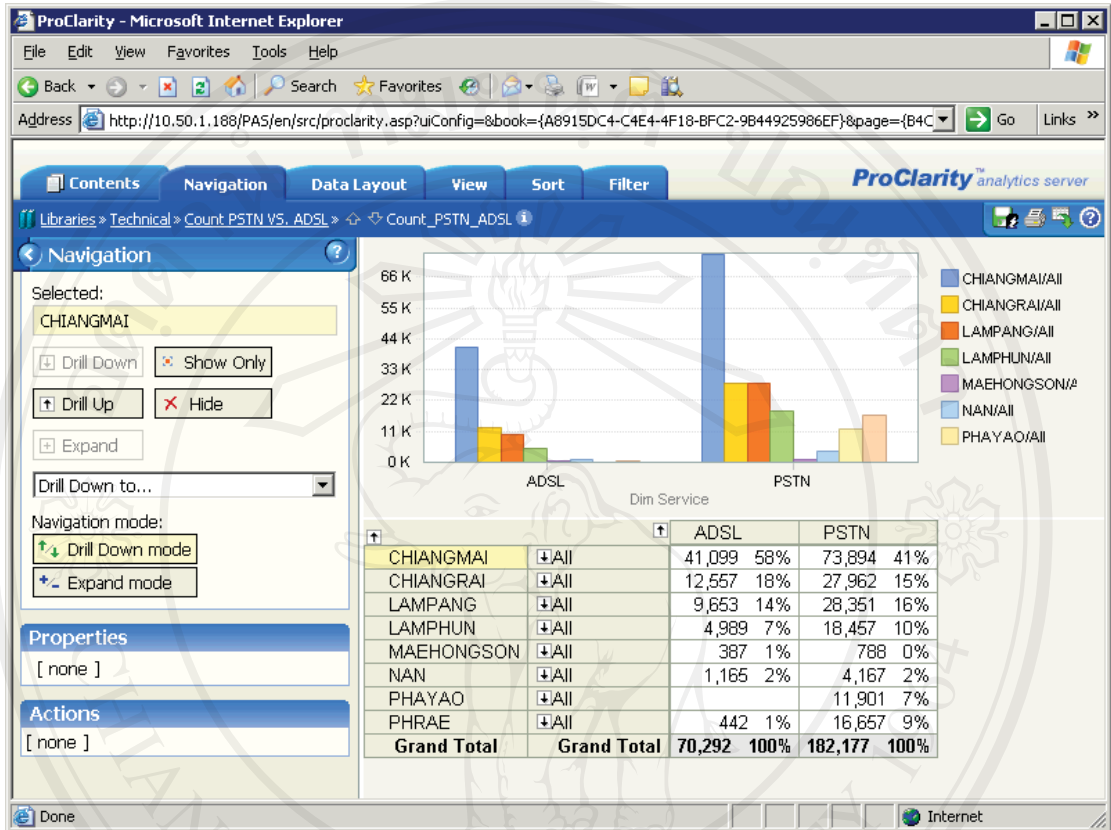 ProClarity - Microsoft Internet Explorer
File Edit View Favorites Tools Help
Back Search Favorites
Address http://10.50.1.188/PAS/en/src/proclarity.asp?uiConfig=&book={A8915DC4-C4E4-4F18-BFC2-9B44925986EF}&page={B4C Go Links »
Contents Navigation Data Layout View Sort Filter ProClarity™ analytics server
Libraries » Technical » Count PSTN VS. ADSL » Count_PSTN_ADSL
Navigation
Selected:
CHIANGMAI
Drill Down Show Only
Drill Up Hide
Expand
Drill Down to...
Navigation mode:
Drill Down mode
Expand mode
Properties
[ none ]
Actions
[ none ]
66 K
55 K
44 K
33 K
22 K
11 K
0 K
ADSL PSTN
Dim Service
CHIANGMAI/All
CHIANGRAI/All
LAMPANG/All
LAMPHUN/All
MAEHONGSON/A
NAN/All
PHAYAO/All
ADSL PSTN
CHIANGMAI All 41,099 58% 73,894 41%
CHIANGRAI All 12,557 18% 27,962 15%
LAMPANG All 9,653 14% 28,351 16%
LAMPHUN All 4,989 7% 18,457 10%
MAEHONGSON All 387 1% 788 0%
NAN All 1,165 2% 4,167 2%
PHAYAO All 11,901 7%
PHRAE All 442 1% 16,657 9%
Grand Total Grand Total 70,292 100% 182,177 100%
Done Internet